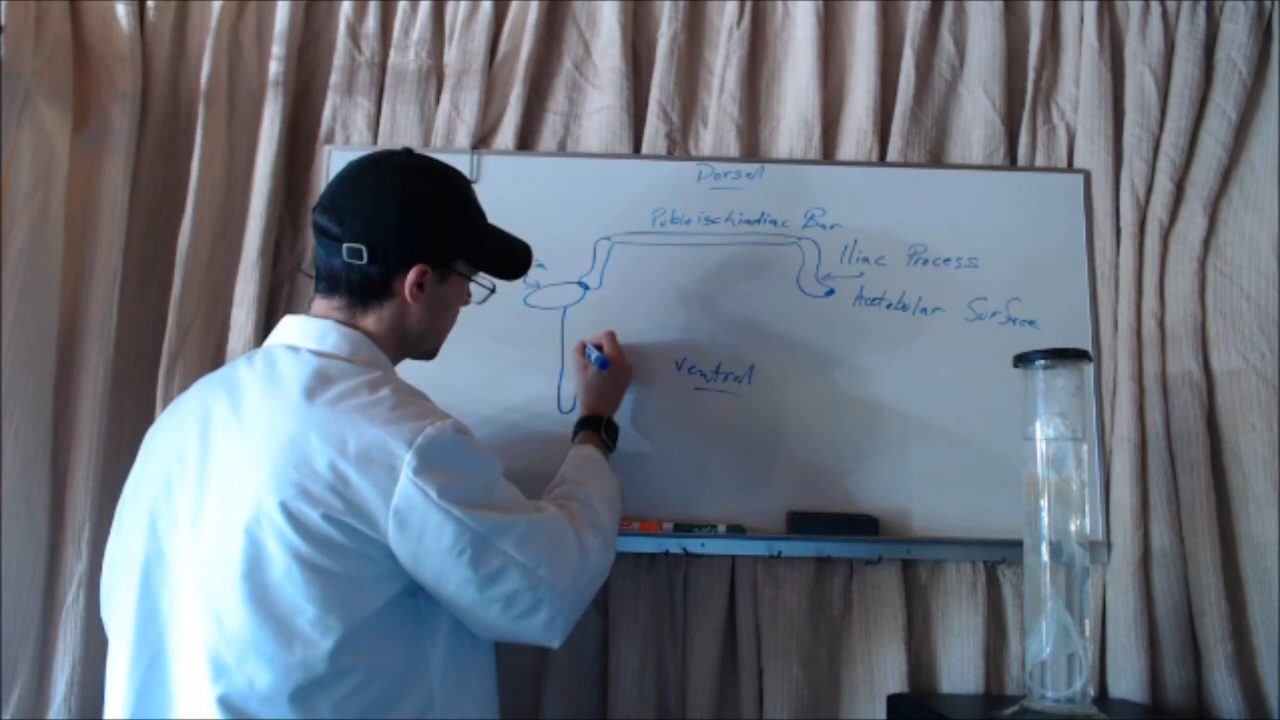 Dorsal
Pubioischiadiac Bar
Iliac Process
Acetabular Surface
Ventral